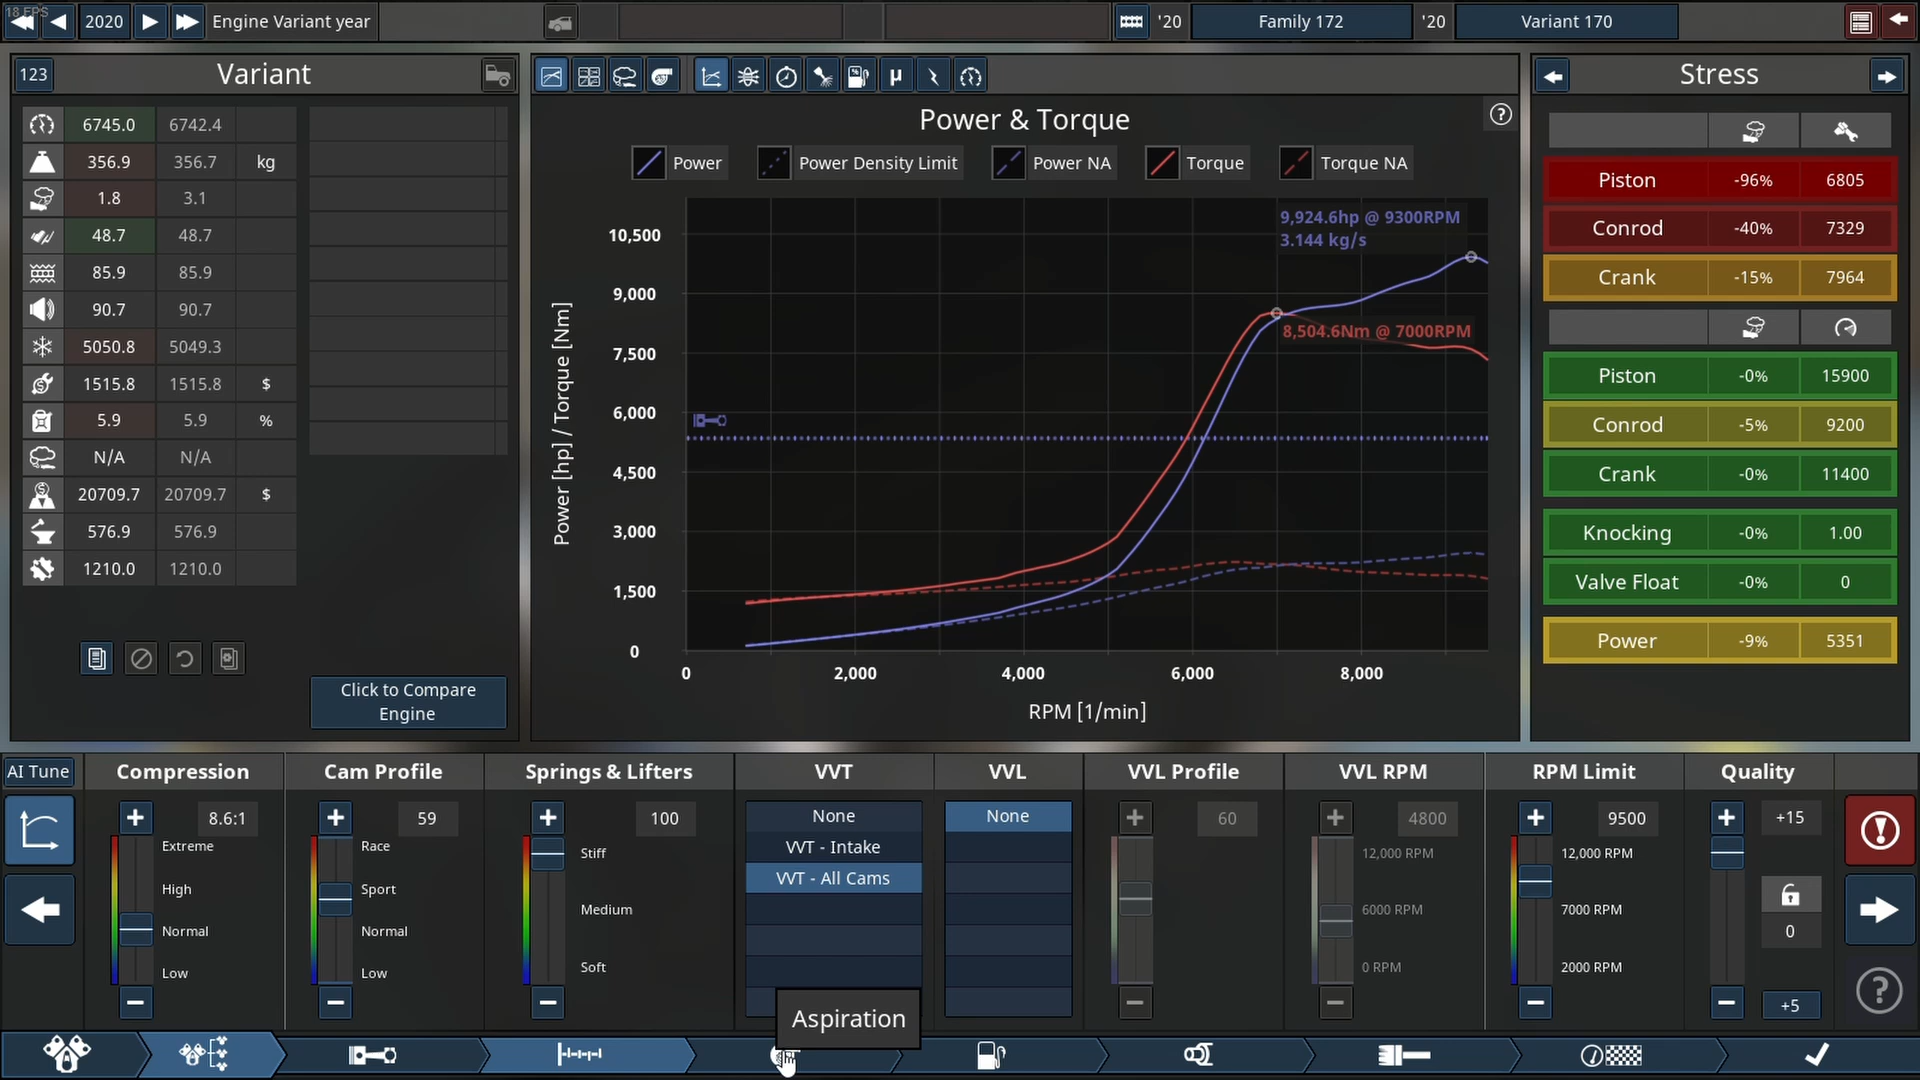 18 FPS
2020
Engine Variant year
'20
Family 172
'20
Variant 170
123
Variant
6745.0 6742.4
356.9 356.7 kg
1.8 3.1
48.7 48.7
85.9 85.9
90.7 90.7
5050.8 5049.3
1515.8 1515.8 $
5.9 5.9 %
N/A N/A
20709.7 20709.7 $
576.9 576.9
1210.0 1210.0
Click to Compare
Engine
μ
Power & Torque
?
Power
Power Density Limit
Power NA
Torque
Torque NA
9,924.6hp @ 9300RPM
3.144 kg/s
8,504.6Nm @ 7000RPM
Power [hp] / Torque [Nm]
10,500
9,000
7,500
6,000
4,500
3,000
1,500
0
0 2,000 4,000 6,000 8,000
RPM [1/min]
Stress
Piston -96% 6805
Conrod -40% 7329
Crank -15% 7964
Piston -0% 15900
Conrod -5% 9200
Crank -0% 11400
Knocking -0% 1.00
Valve Float -0% 0
Power -9% 5351
AI Tune
Compression
8.6:1
Extreme
High
Normal
Low
Cam Profile
59
Race
Sport
Normal
Low
Springs & Lifters
100
Stiff
Medium
Soft
VVT
None
VVT - Intake
VVT - All Cams
VVL
None
VVL Profile
60
VVL RPM
4800
12,000 RPM
6000 RPM
0 RPM
RPM Limit
9500
12,000 RPM
7000 RPM
2000 RPM
Quality
+15
0
+5
?
Aspiration